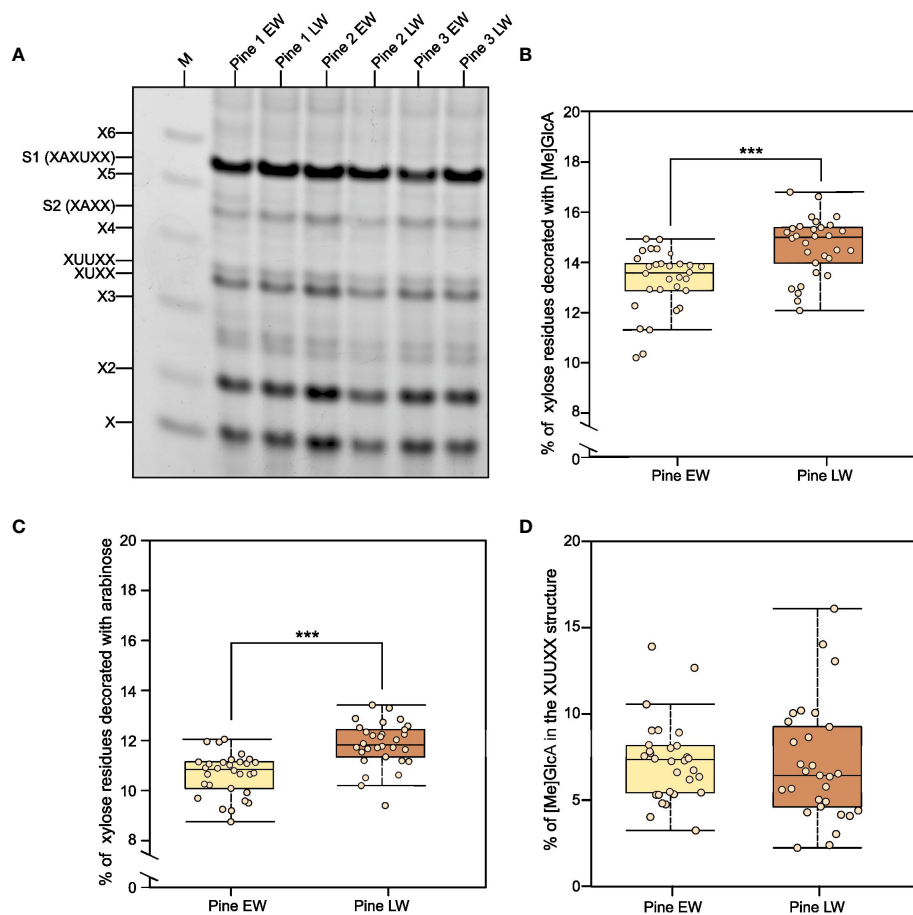 A
M
Pine 1 EW
Pine 1 LW
Pine 2 EW
Pine 2 LW
Pine 3 EW
Pine 3 LW
X6
S1 (XAXUXX)
X5
S2 (XAXX)
X4
XUUXX
XUXX
X3
X2
X
B
% of xylose residues decorated with [Me]GlcA
20
18
16
14
12
10
8
0
***
Pine EW
Pine LW
C
% of xylose residues decorated with arabinose
20
18
16
14
12
10
8
0
***
Pine EW
Pine LW
D
% of [Me]GlcA in the XUUXX structure
20
15
10
5
0
Pine EW
Pine LW